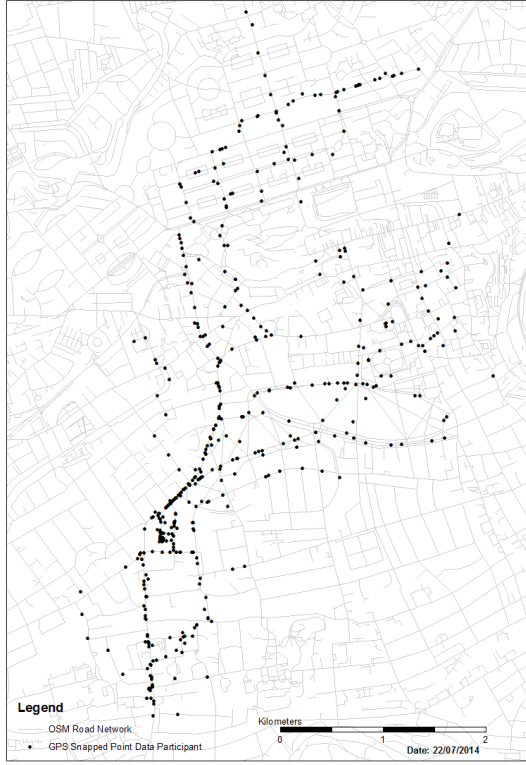 Legend
OSM Road Network
GPS Snapped Point Data Participant
Kilometers
0 1 2
Date: 22/07/2014